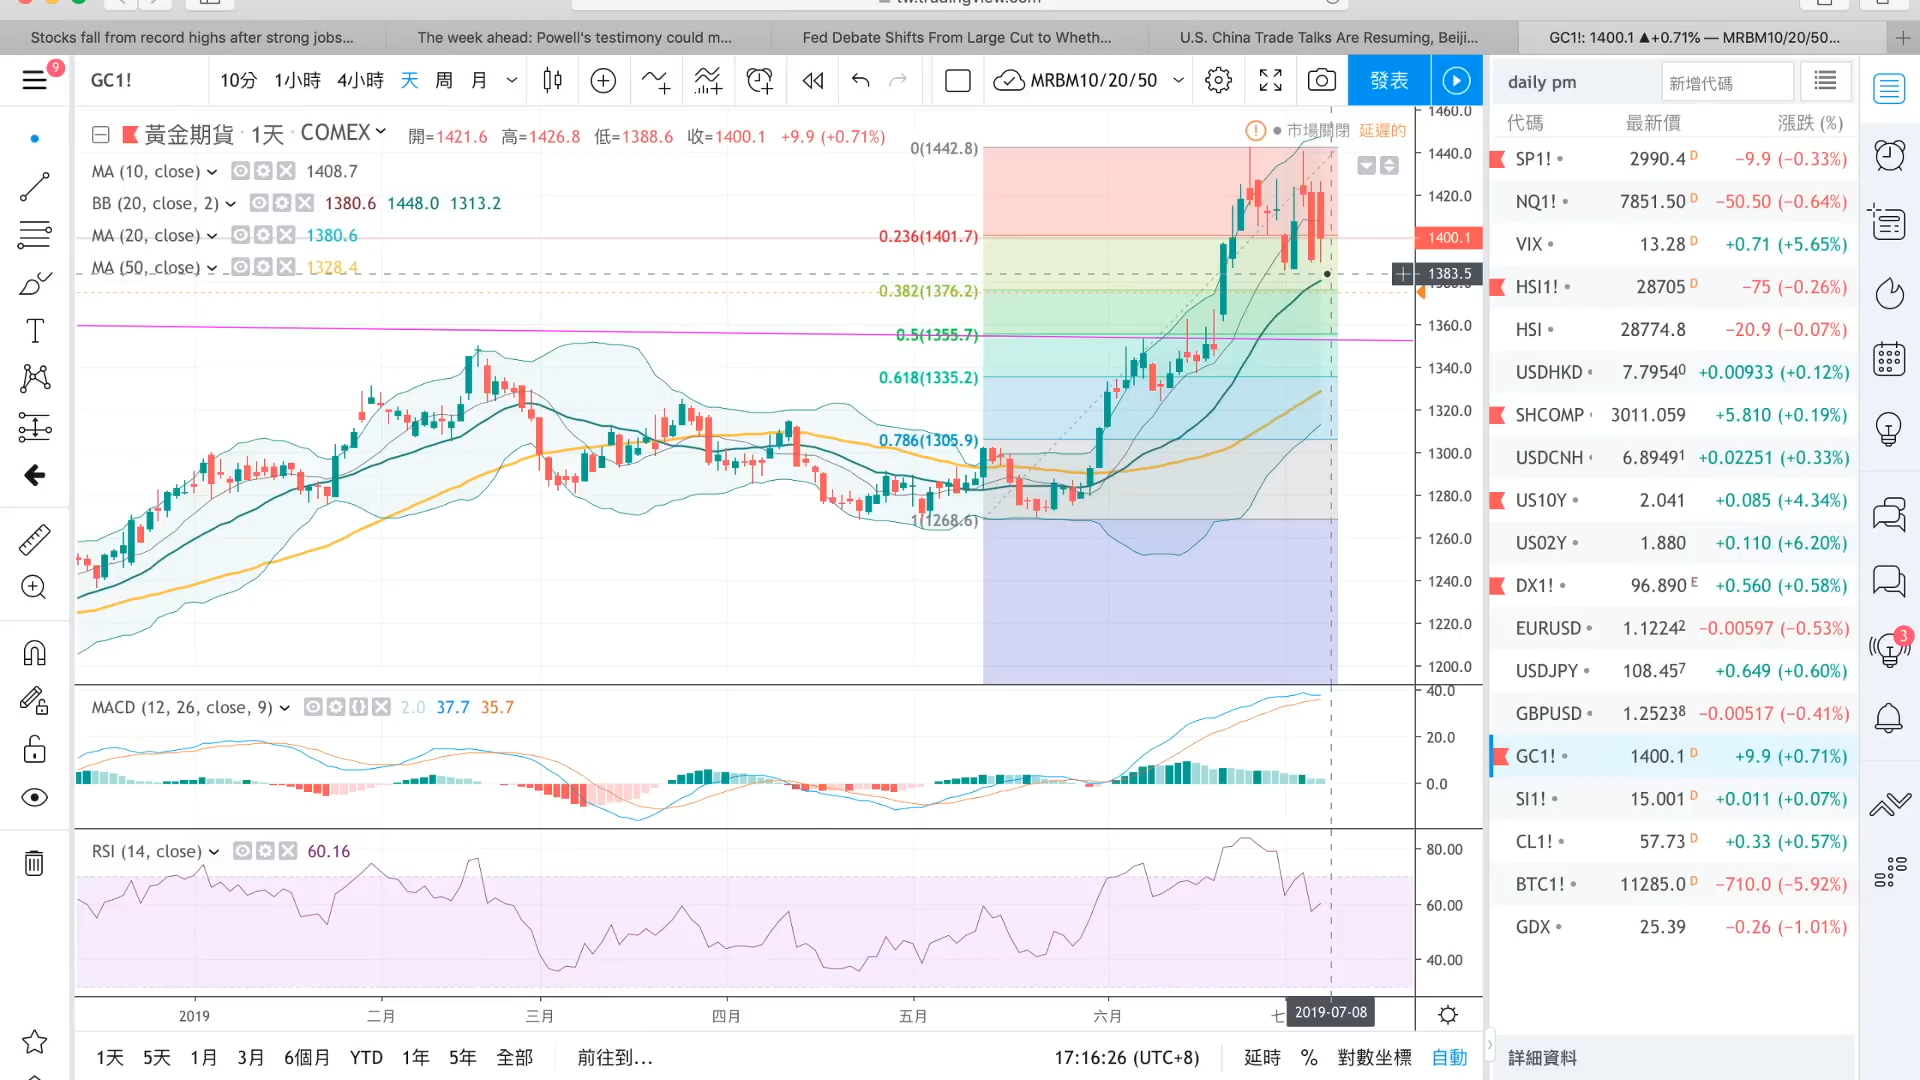 Stocks fall from record highs after strong jobs...
The week ahead: Powell's testimony could m...
Fed Debate Shifts From Large Cut to Wheth...
U.S. China Trade Talks Are Resuming, Beiji...
GC1!: 1400.1 ▲+0.71% — MRBM10/20/50...
9
GC1! 10分 1小時 4小時 天 周 月 MRBM10/20/50 發表
daily pm 新增代碼
黃金期貨 · 1天 · COMEX 開=1421.6 高=1426.8 低=1388.6 收=1400.1 +9.9 (+0.71%)
市場關閉 延遲的
MA (10, close) 1408.7
BB (20, close, 2) 1380.6 1448.0 1313.2
MA (20, close) 1380.6
MA (50, close) 1328.4
0(1442.8)
0.236(1401.7)
0.382(1376.2)
0.5(1355.7)
0.618(1335.2)
0.786(1305.9)
1(1268.6)
1460.0
1440.0
1420.0
1400.1
1383.5
1360.0
1340.0
1320.0
1300.0
1280.0
1260.0
1240.0
1220.0
1200.0
MACD (12, 26, close, 9) 2.0 37.7 35.7
40.0
20.0
0.0
RSI (14, close) 60.16
80.00
60.00
40.00
2019 二月 三月 四月 五月 六月 七 2019-07-08
1天 5天 1月 3月 6個月 YTD 1年 5年 全部 前往到...
17:16:26 (UTC+8) 延時 % 對數坐標 自動
代碼 最新價 漲跌 (%)
SP1! 2990.4 D −9.9 (−0.33%)
NQ1! 7851.50 D −50.50 (−0.64%)
VIX 13.28 D +0.71 (+5.65%)
HSI1! 28705 D −75 (−0.26%)
HSI 28774.8 −20.9 (−0.07%)
USDHKD 7.79540 +0.00933 (+0.12%)
SHCOMP 3011.059 +5.810 (+0.19%)
USDCNH 6.89491 +0.02251 (+0.33%)
US10Y 2.041 +0.085 (+4.34%)
US02Y 1.880 +0.110 (+6.20%)
DX1! 96.890 E +0.560 (+0.58%)
EURUSD 1.12242 −0.00597 (−0.53%)
USDJPY 108.457 +0.649 (+0.60%)
GBPUSD 1.25238 −0.00517 (−0.41%)
GC1! 1400.1 D +9.9 (+0.71%)
SI1! 15.001 D +0.011 (+0.07%)
CL1! 57.73 D +0.33 (+0.57%)
BTC1! 11285.0 D −710.0 (−5.92%)
GDX 25.39 −0.26 (−1.01%)
詳細資料
3